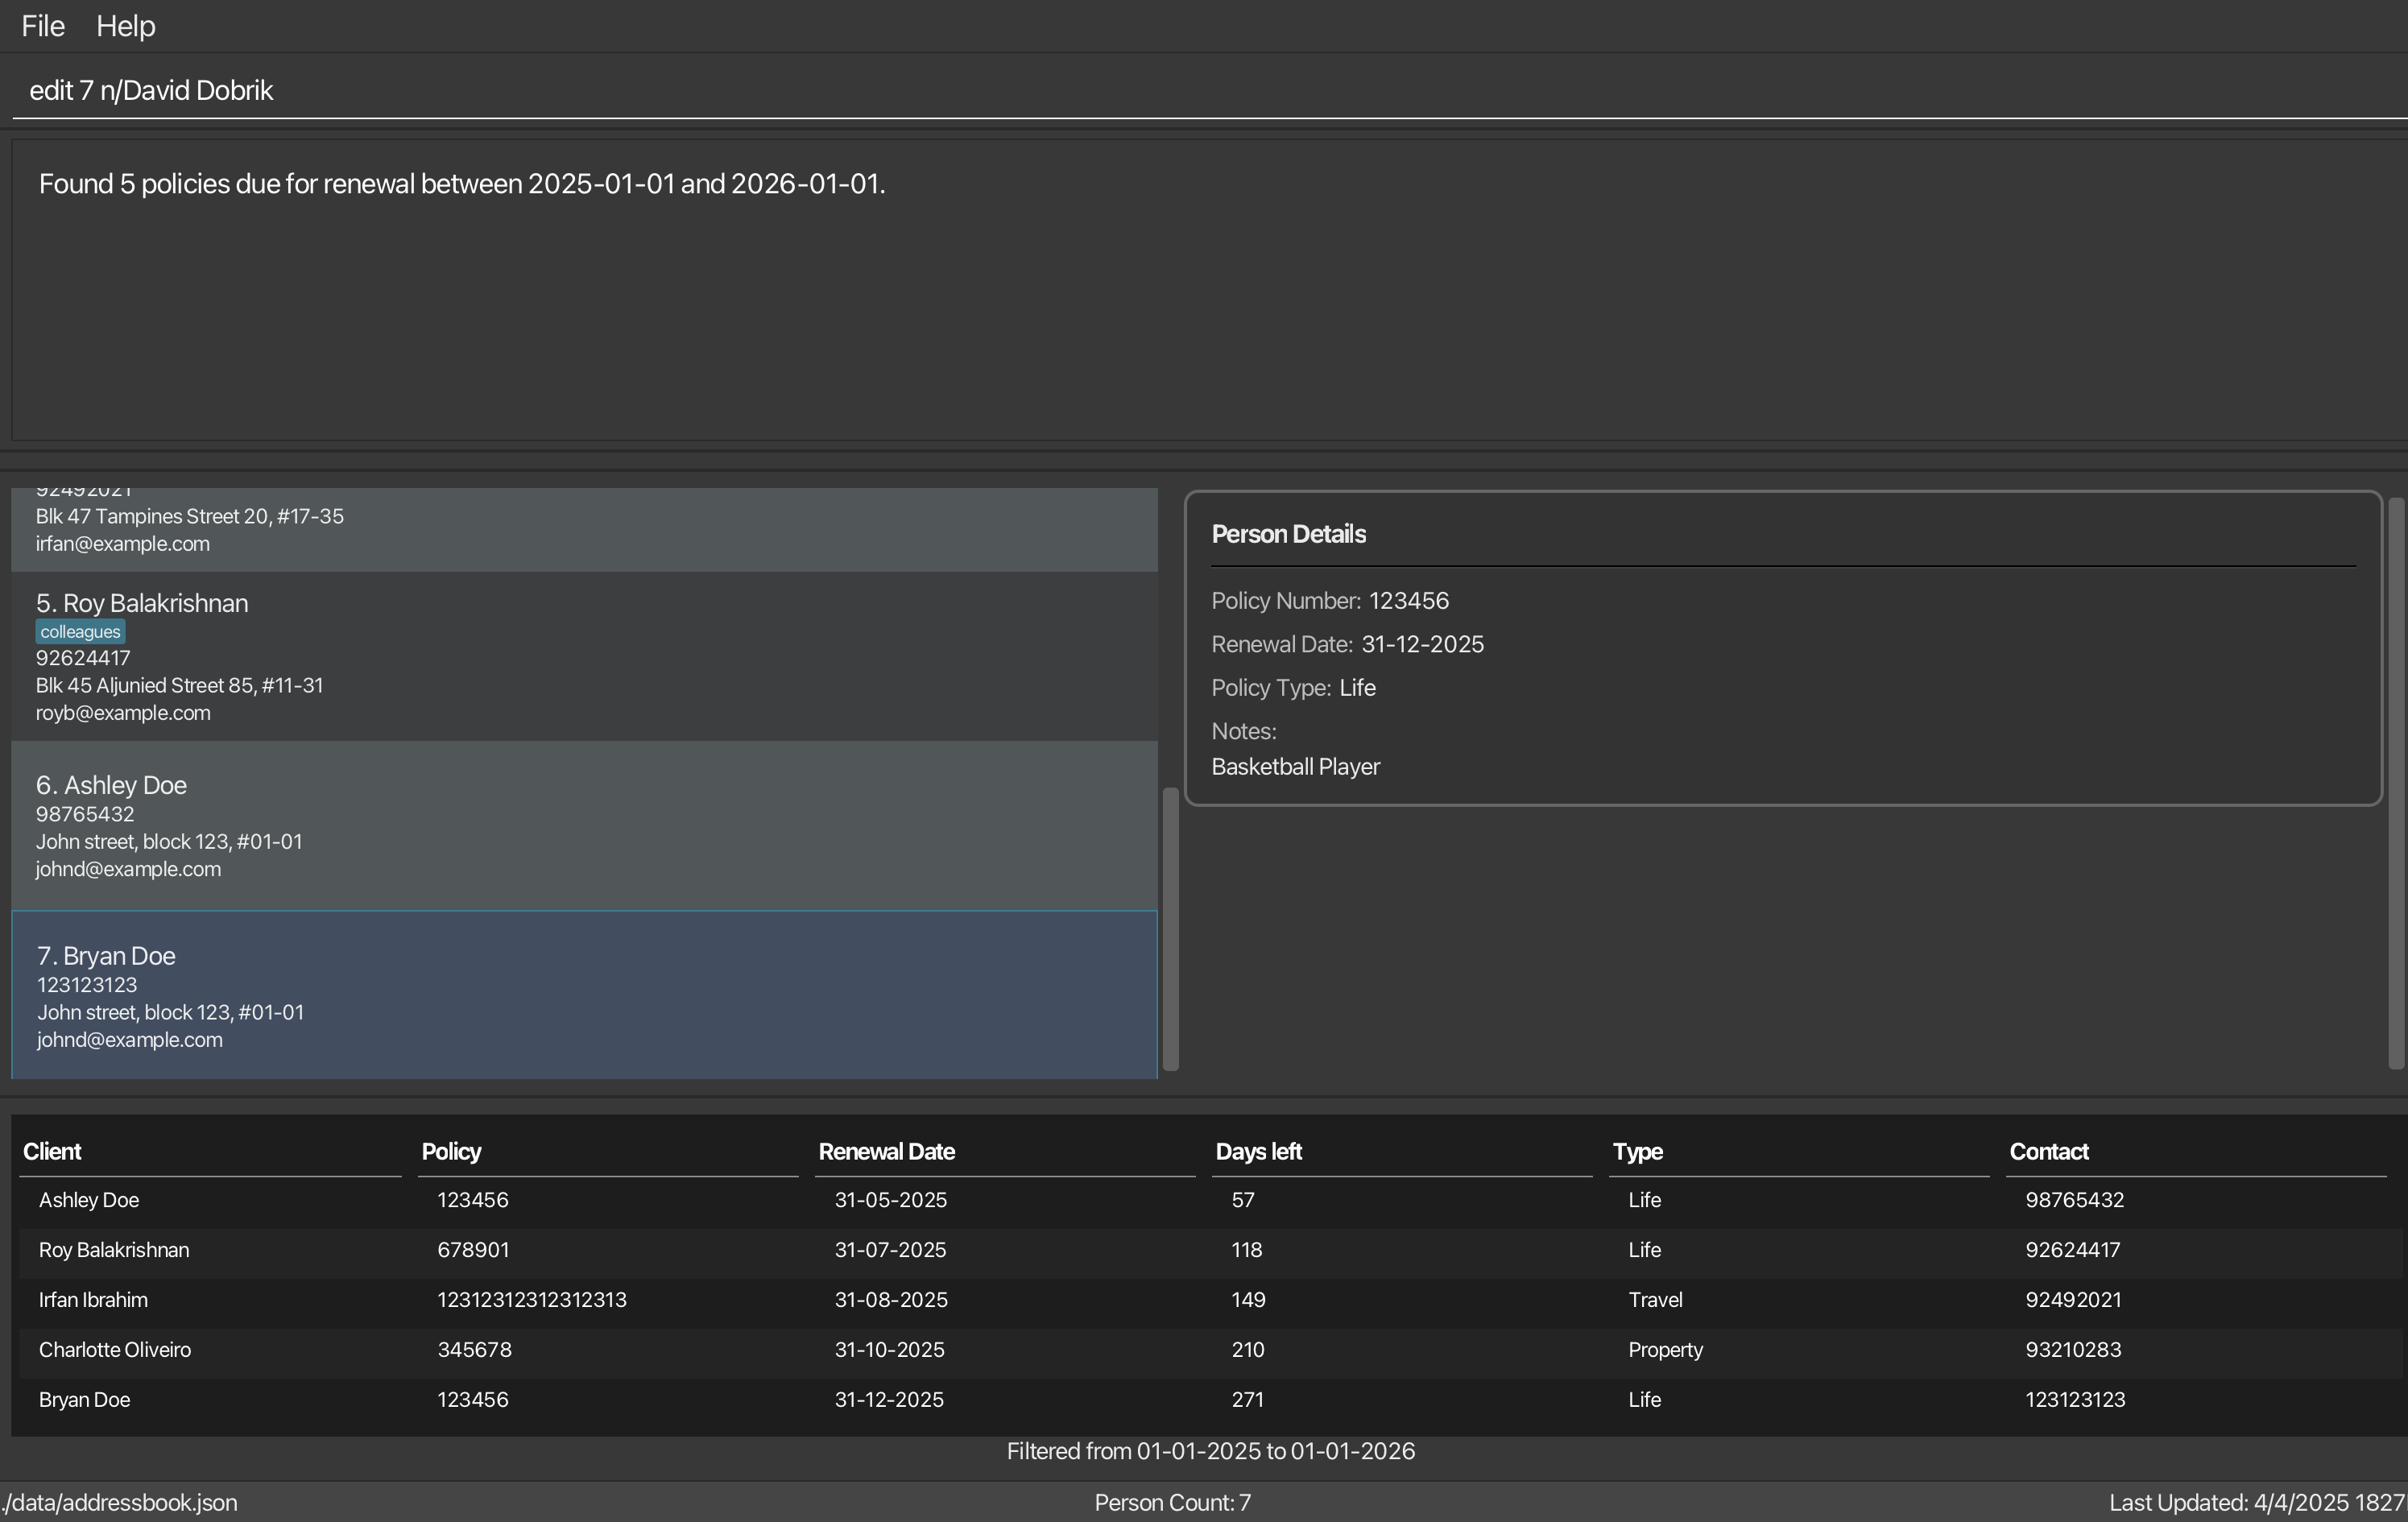 File Help
edit 7 n/David Dobrik
Found 5 policies due for renewal between 2025-01-01 and 2026-01-01.
92492021
Blk 47 Tampines Street 20, #17-35
irfan@example.com
5. Roy Balakrishnan
colleagues
92624417
Blk 45 Aljunied Street 85, #11-31
royb@example.com
6. Ashley Doe
98765432
John street, block 123, #01-01
johnd@example.com
7. Bryan Doe
123123123
John street, block 123, #01-01
johnd@example.com
Person Details
Policy Number: 123456
Renewal Date: 31-12-2025
Policy Type: Life
Notes:
Basketball Player
Client Policy Renewal Date Days left Type Contact
Ashley Doe 123456 31-05-2025 57 Life 98765432
Roy Balakrishnan 678901 31-07-2025 118 Life 92624417
Irfan Ibrahim 12312312312312313 31-08-2025 149 Travel 92492021
Charlotte Oliveiro 345678 31-10-2025 210 Property 93210283
Bryan Doe 123456 31-12-2025 271 Life 123123123
Filtered from 01-01-2025 to 01-01-2026
./data/addressbook.json Person Count: 7 Last Updated: 4/4/2025 1827